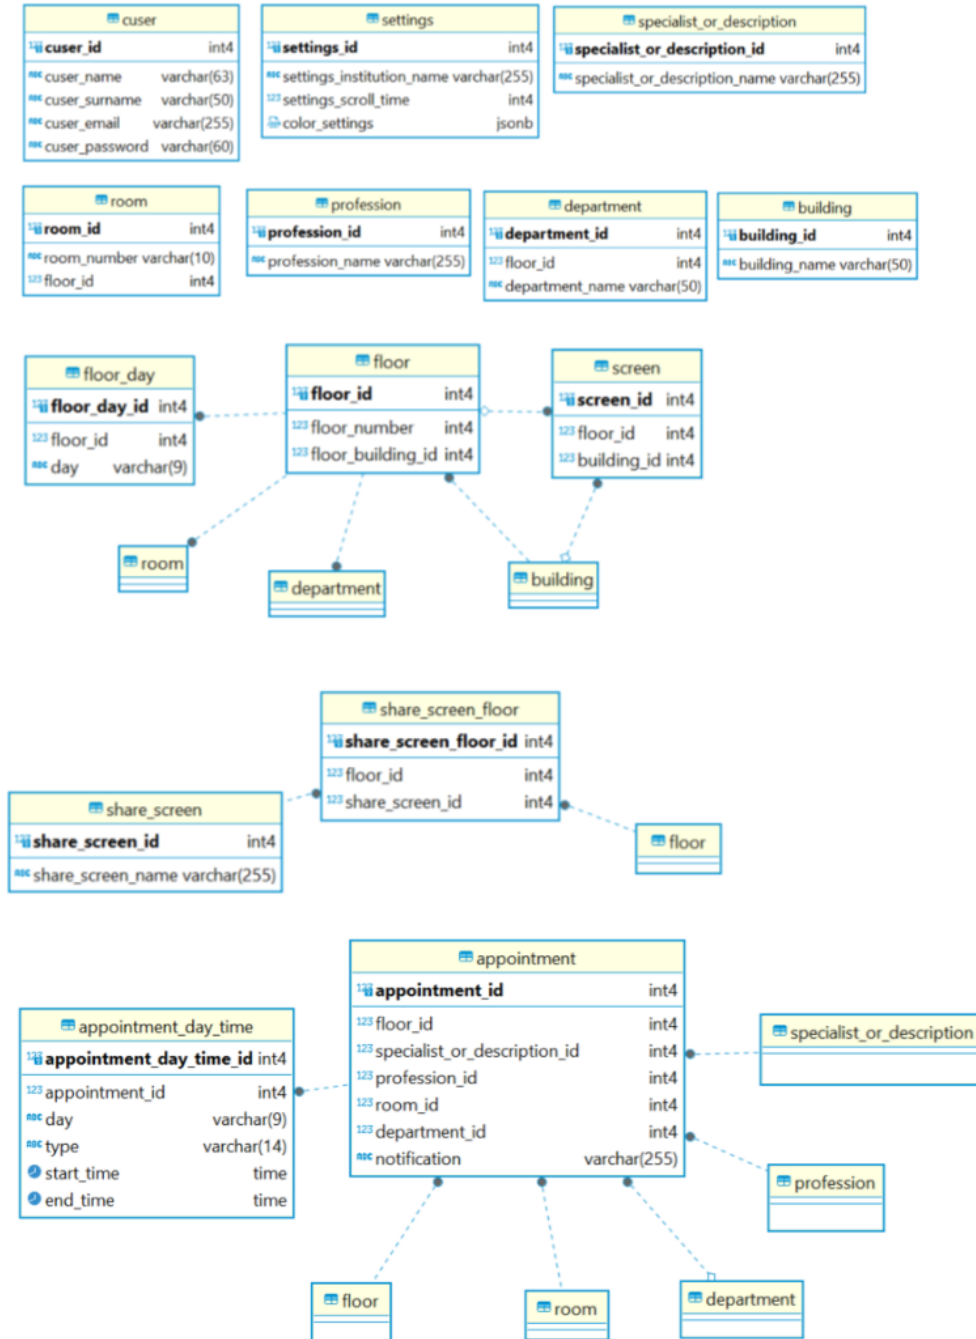 cuser
cuser_id int4
cuser_name varchar(63)
cuser_surname varchar(50)
cuser_email varchar(255)
cuser_password varchar(60)
settings
settings_id int4
settings_institution_name varchar(255)
settings_scroll_time int4
color_settings jsonb
specialist_or_description
specialist_or_description_id int4
specialist_or_description_name varchar(255)
room
room_id int4
room_number varchar(10)
floor_id int4
profession
profession_id int4
profession_name varchar(255)
department
department_id int4
floor_id int4
department_name varchar(50)
building
building_id int4
building_name varchar(50)
floor_day
floor_day_id int4
floor_id int4
day varchar(9)
floor
floor_id int4
floor_number int4
floor_building_id int4
screen
screen_id int4
floor_id int4
building_id int4
room
department
building
share_screen_floor
share_screen_floor_id int4
floor_id int4
share_screen_id int4
share_screen
share_screen_id int4
share_screen_name varchar(255)
floor
appointment
appointment_id int4
floor_id int4
specialist_or_description_id int4
profession_id int4
room_id int4
department_id int4
notification varchar(255)
appointment_day_time
appointment_day_time_id int4
appointment_id int4
day varchar(9)
type varchar(14)
start_time time
end_time time
specialist_or_description
profession
floor
room
department